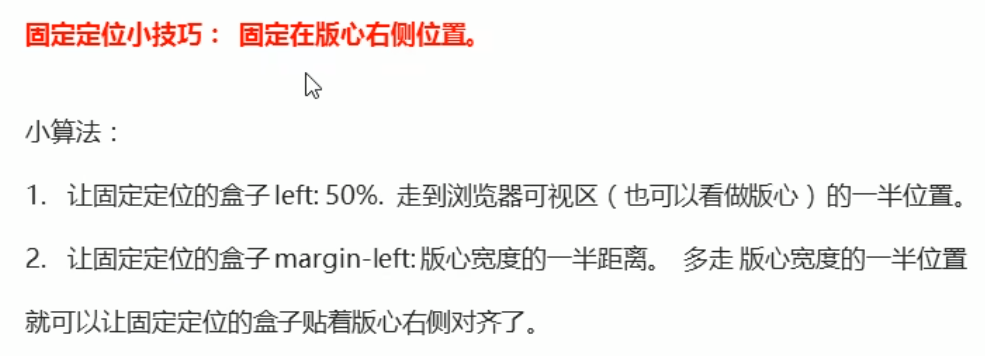 固定定位小技巧： 固定在版心右侧位置。
小算法：
1. 让固定定位的盒子 left: 50%. 走到浏览器可视区（也可以看做版心）的一半位置。
2. 让固定定位的盒子 margin-left: 版心宽度的一半距离。 多走 版心宽度的一半位置
就可以让固定定位的盒子贴着版心右侧对齐了。